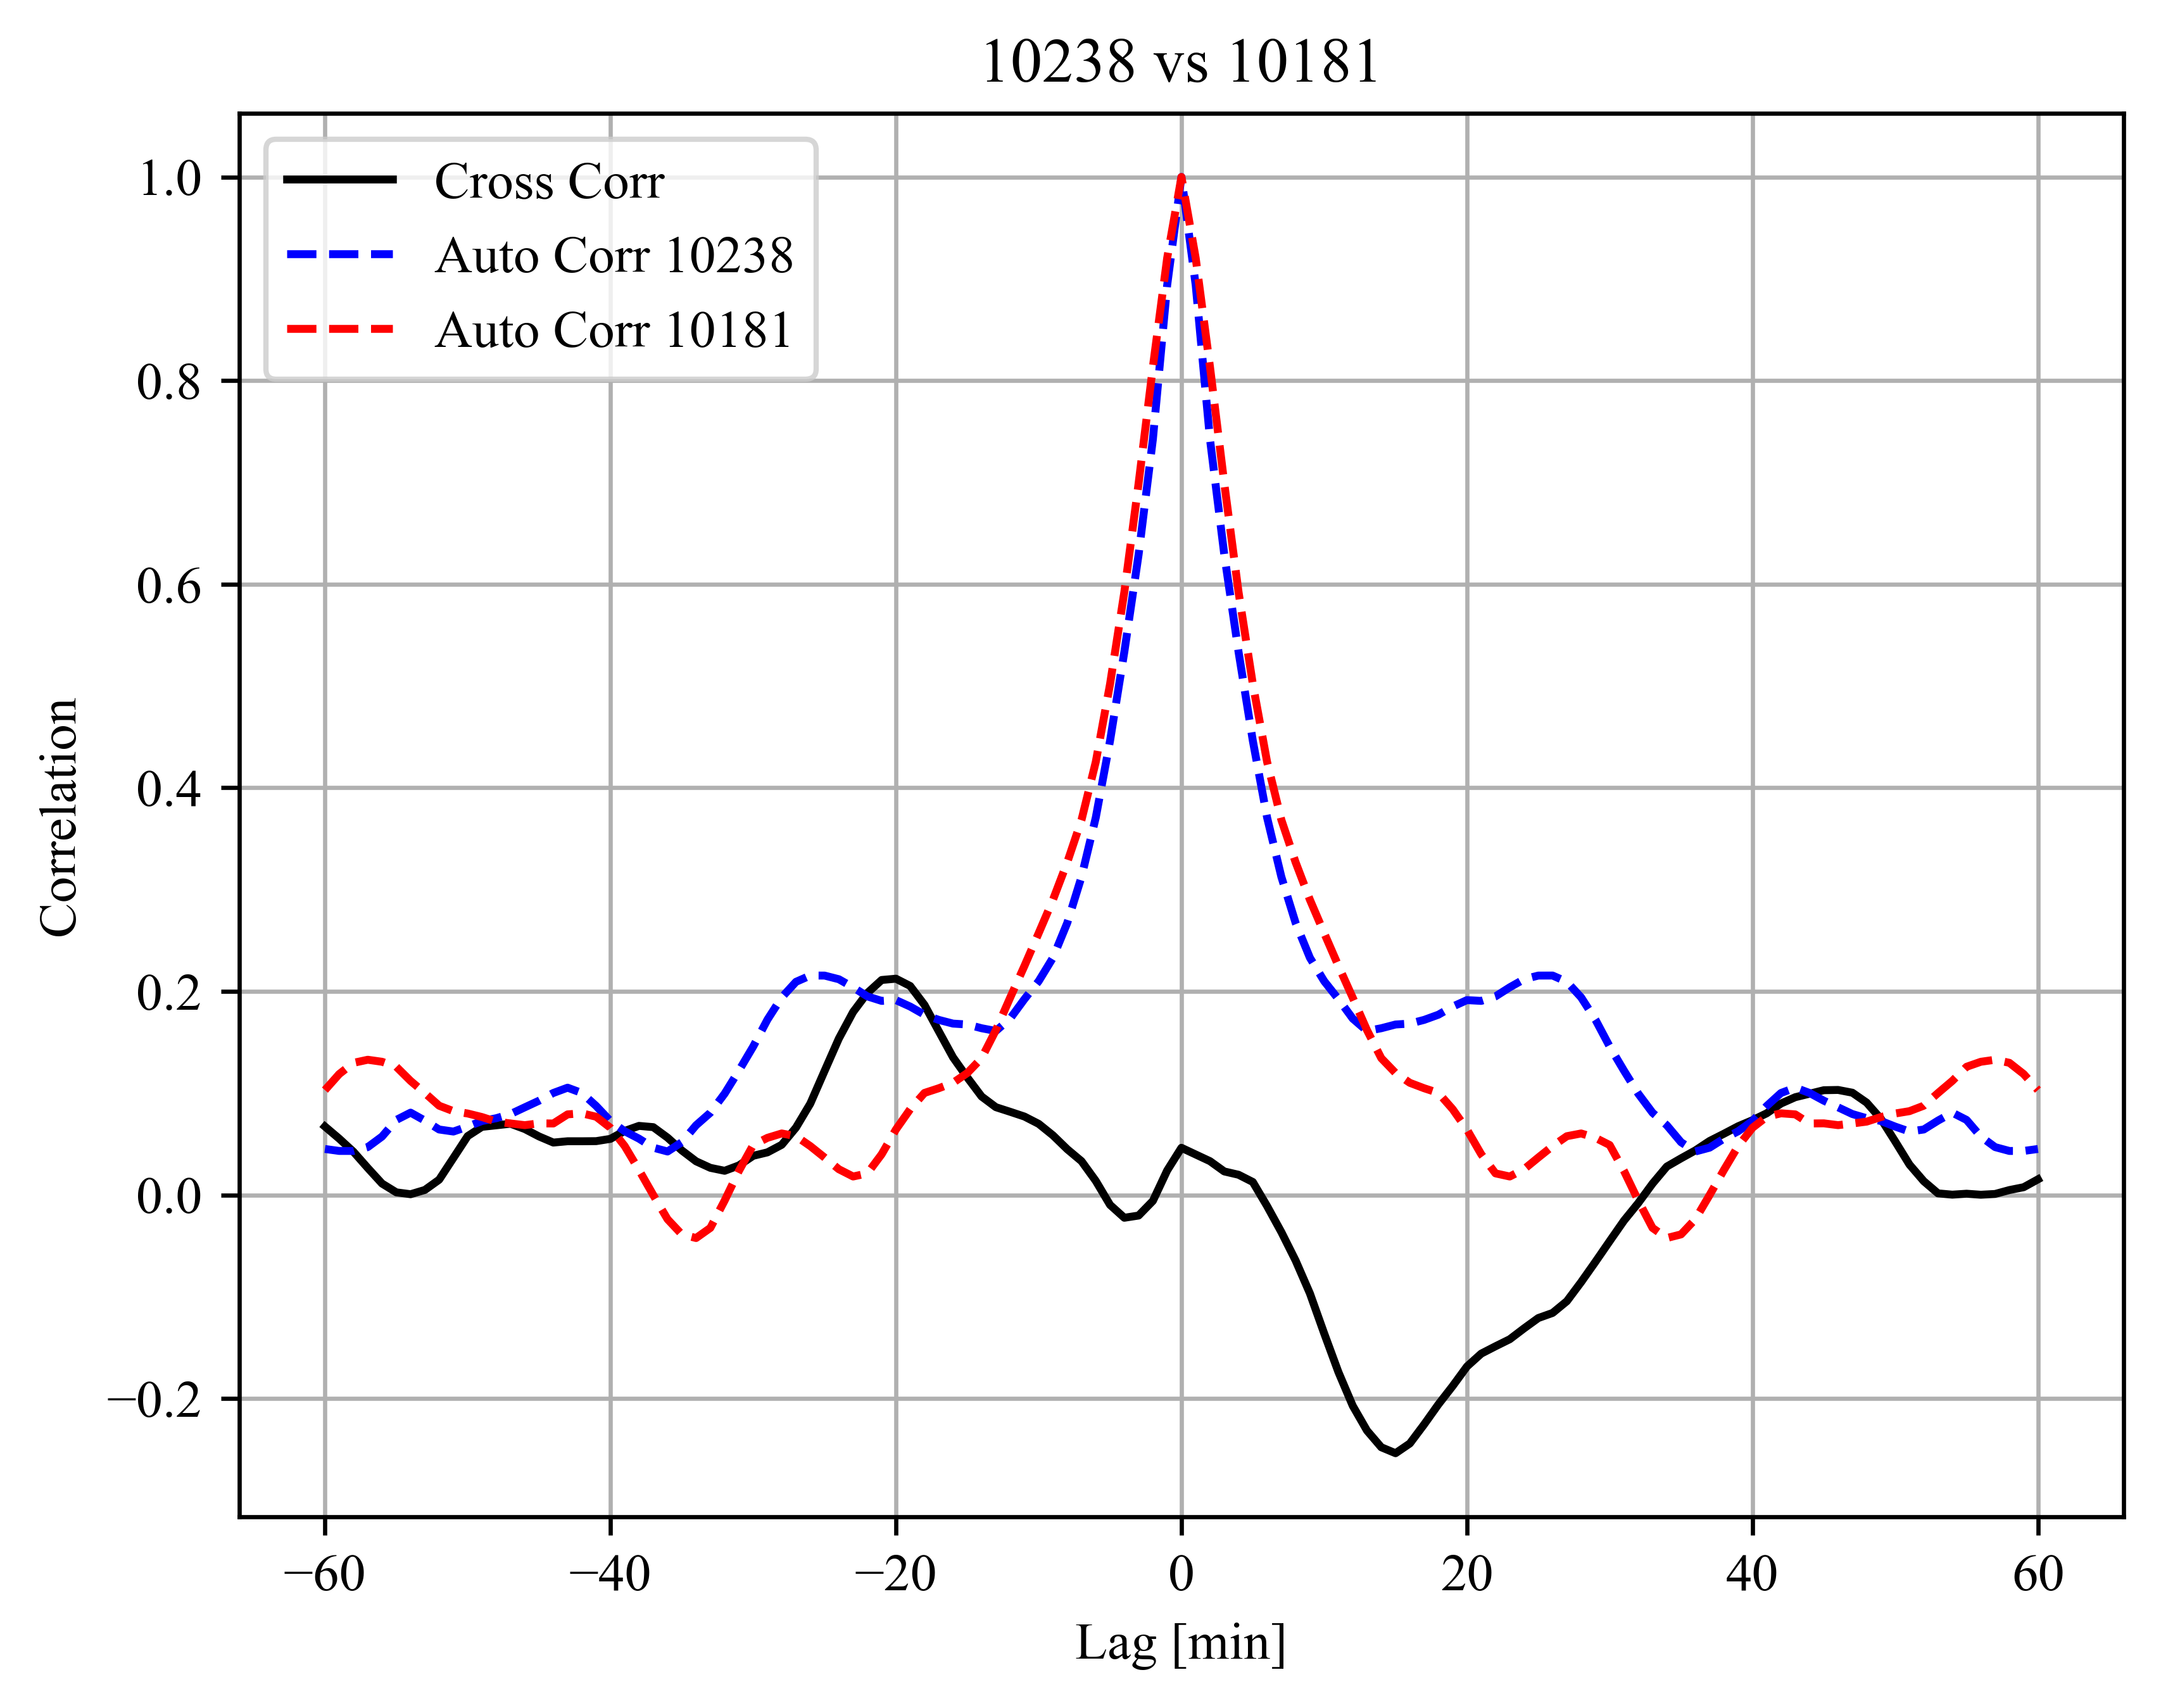 10238 vs 10181
1.0
0.8
0.6
0.4
0.2
0.0
−0.2
Correlation
Cross Corr
Auto Corr 10238
Auto Corr 10181
−60
−40
−20
0
20
40
60
Lag [min]